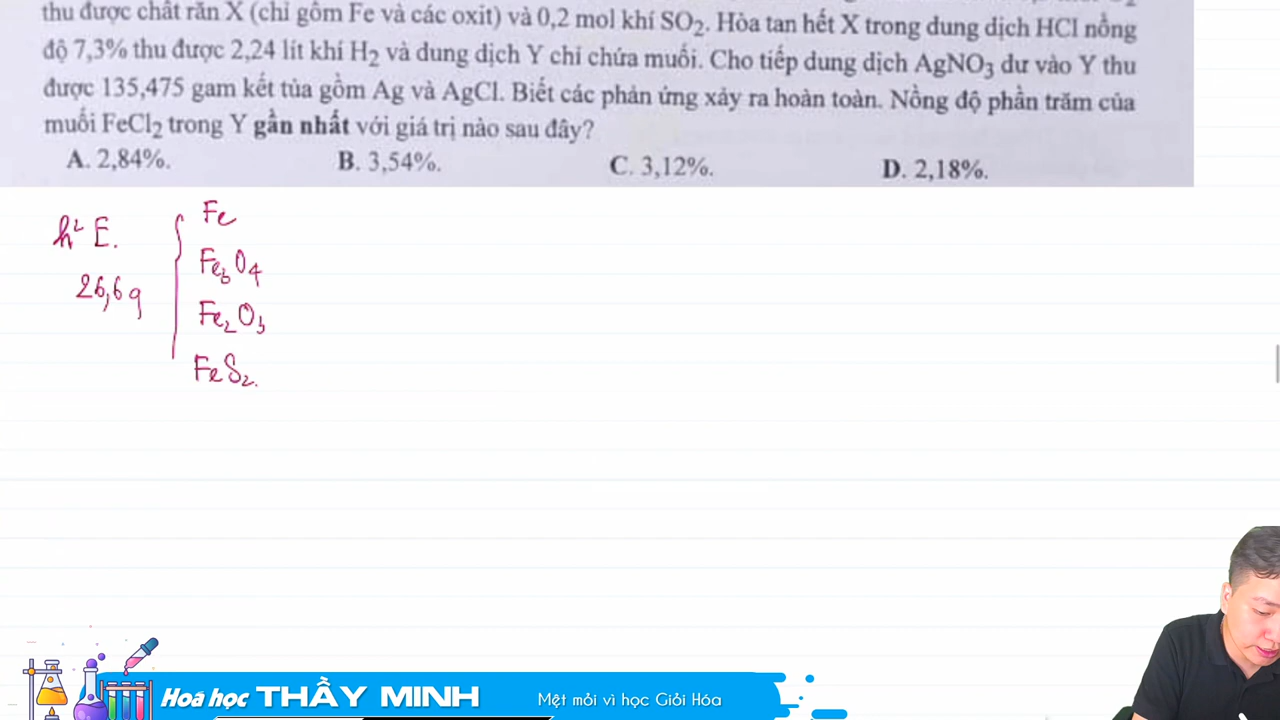 thu được chất rắn X (chỉ gồm Fe và các oxit) và 0,2 mol khí SO2. Hòa tan hết X trong dung dịch HCl nồng
độ 7,3% thu được 2,24 lít khí H2 và dung dịch Y chỉ chứa muối. Cho tiếp dung dịch AgNO3 dư vào Y thu
được 135,475 gam kết tủa gồm Ag và AgCl. Biết các phản ứng xảy ra hoàn toàn. Nồng độ phần trăm của
muối FeCl2 trong Y gần nhất với giá trị nào sau đây?
A. 2,84%. B. 3,54%. C. 3,12%. D. 2,18%.
h² E.
26,6g
Fe
Fe3O4
Fe2O3
FeS2.
Hoá học THẦY MINH Mệt mỏi vì học Giỏi Hóa